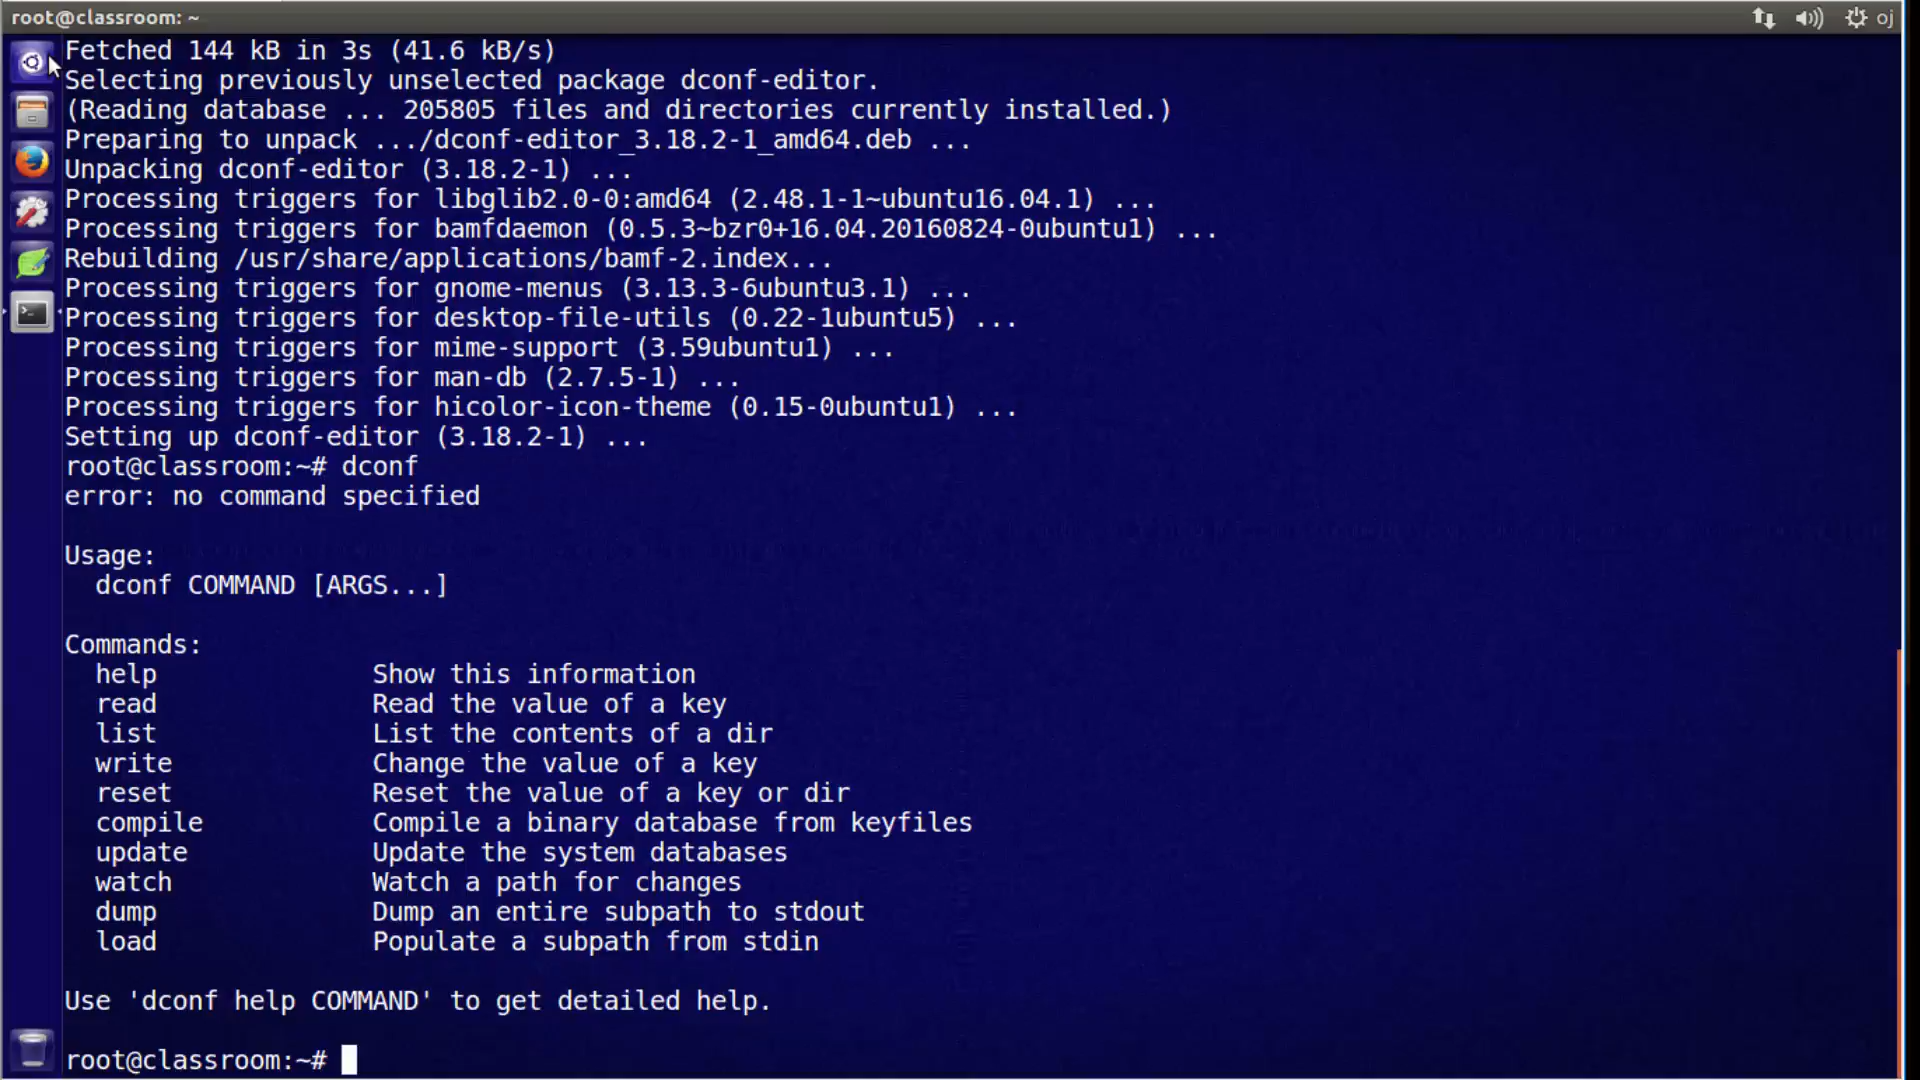 root@classroom: ~
oj
Fetched 144 kB in 3s (41.6 kB/s)
Selecting previously unselected package dconf-editor.
(Reading database ... 205805 files and directories currently installed.)
Preparing to unpack .../dconf-editor_3.18.2-1_amd64.deb ...
Unpacking dconf-editor (3.18.2-1) ...
Processing triggers for libglib2.0-0:amd64 (2.48.1-1~ubuntu16.04.1) ...
Processing triggers for bamfdaemon (0.5.3~bzr0+16.04.20160824-0ubuntu1) ...
Rebuilding /usr/share/applications/bamf-2.index...
Processing triggers for gnome-menus (3.13.3-6ubuntu3.1) ...
Processing triggers for desktop-file-utils (0.22-1ubuntu5) ...
Processing triggers for mime-support (3.59ubuntu1) ...
Processing triggers for man-db (2.7.5-1) ...
Processing triggers for hicolor-icon-theme (0.15-0ubuntu1) ...
Setting up dconf-editor (3.18.2-1) ...
root@classroom:~# dconf
error: no command specified
Usage:
dconf COMMAND [ARGS...]
Commands:
help Show this information
read Read the value of a key
list List the contents of a dir
write Change the value of a key
reset Reset the value of a key or dir
compile Compile a binary database from keyfiles
update Update the system databases
watch Watch a path for changes
dump Dump an entire subpath to stdout
load Populate a subpath from stdin
Use 'dconf help COMMAND' to get detailed help.
root@classroom:~#